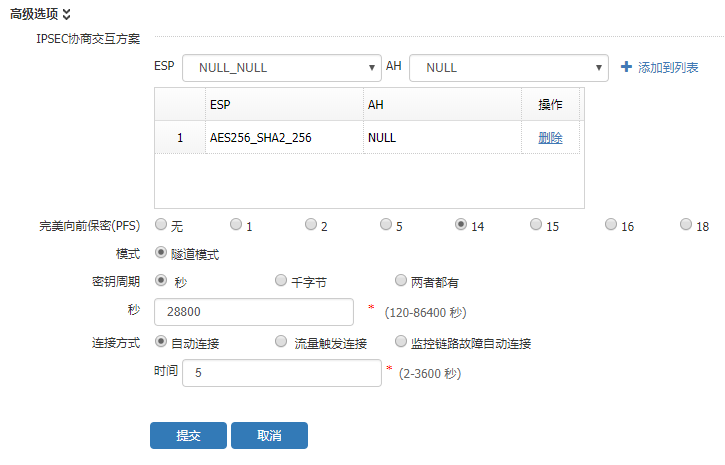 高级选项
IPSEC协商交互方案
ESP NULL_NULL AH NULL 添加到列表
ESP AH 操作
1 AES256_SHA2_256 NULL 删除
完美向前保密(PFS) 无 1 2 5 14 15 16 18
模式 隧道模式
密钥周期 秒 千字节 两者都有
秒 28800 * (120-86400 秒)
连接方式 自动连接 流量触发连接 监控链路故障自动连接
时间 5 * (2-3600 秒)
提交 取消